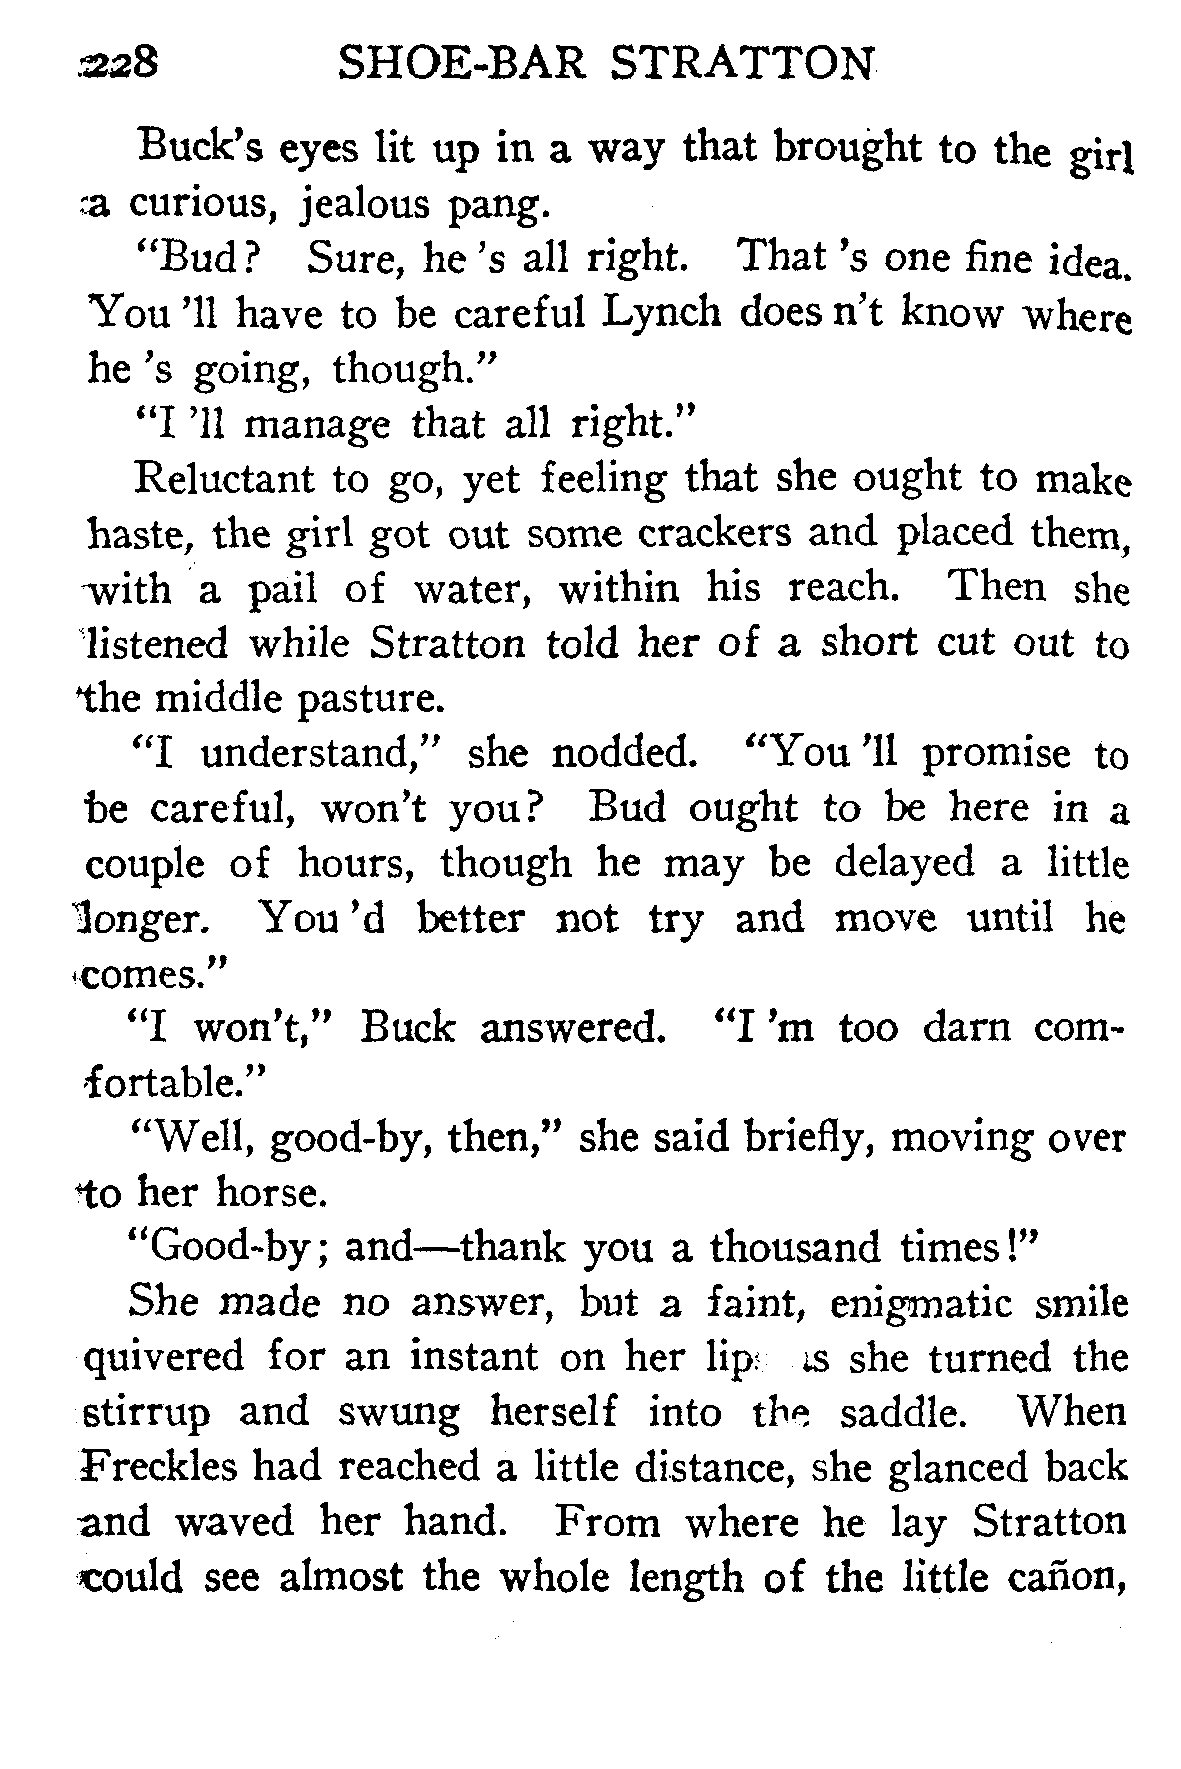 228 SHOE-BAR STRATTON
Buck's eyes lit up in a way that brought to the girl
a curious, jealous pang.
"Bud? Sure, he 's all right. That 's one fine idea.
You 'll have to be careful Lynch does n't know where
he 's going, though."
"I 'll manage that all right."
Reluctant to go, yet feeling that she ought to make
haste, the girl got out some crackers and placed them,
with a pail of water, within his reach. Then she
listened while Stratton told her of a short cut out to
the middle pasture.
"I understand," she nodded. "You 'll promise to
be careful, won't you? Bud ought to be here in a
couple of hours, though he may be delayed a little
longer. You 'd better not try and move until he
comes."
"I won't," Buck answered. "I 'm too darn com-
fortable."
"Well, good-by, then," she said briefly, moving over
to her horse.
"Good-by; and—thank you a thousand times!"
She made no answer, but a faint, enigmatic smile
quivered for an instant on her lips as she turned the
stirrup and swung herself into the saddle. When
Freckles had reached a little distance, she glanced back
and waved her hand. From where he lay Stratton
could see almost the whole length of the little cañon,